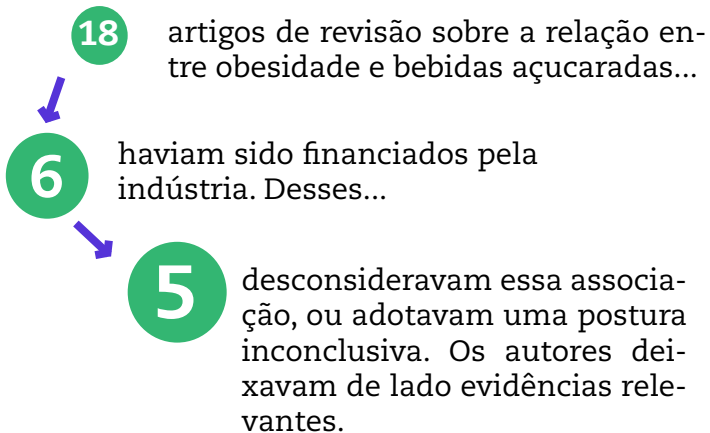 18
artigos de revisão sobre a relação en-
tre obesidade e bebidas açucaradas...
6
haviam sido financiados pela
indústria. Desses...
5
desconsideravam essa associa-
ção, ou adotavam uma postura
inconclusiva. Os autores dei-
xavam de lado evidências rele-
vantes.